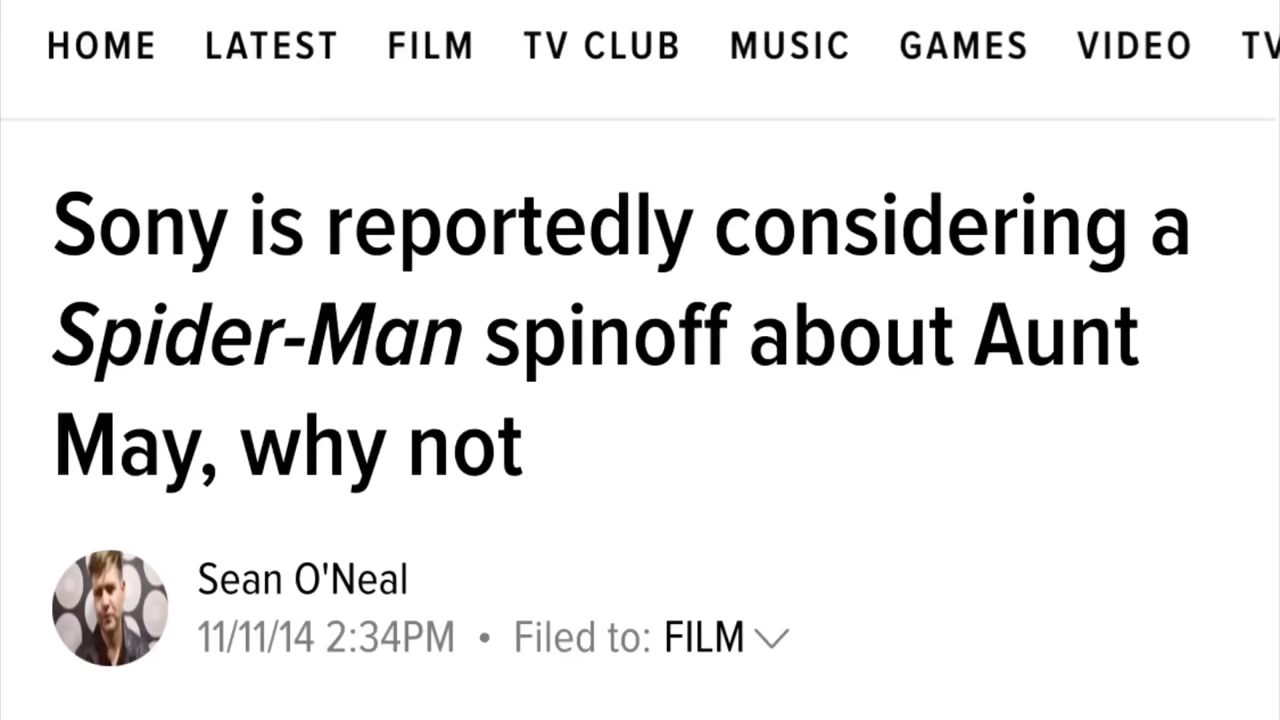 HOME LATEST FILM TV CLUB MUSIC GAMES VIDEO TV
Sony is reportedly considering a
Spider-Man spinoff about Aunt
May, why not
Sean O'Neal
11/11/14 2:34PM • Filed to: FILM